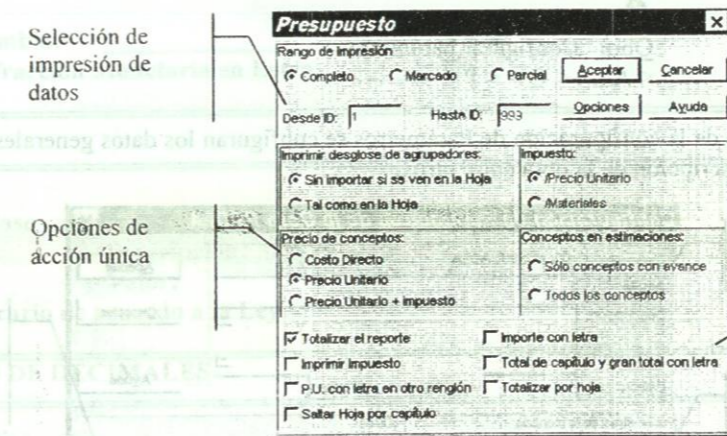 Selección de
impresión de
datos
Opciones de
acción única
Presupuesto
Rango de impresión
Completo Marcado Parcial Aceptar Cancelar
Desde ID: 1 Hasta ID: 999 Opciones Ayuda
Imprimir desglose de agrupadores: Impuesto:
Sin importar si se ven en la Hoja /Precio Unitario
Tal como en la Hoja /Materiales
Precio de conceptos: Conceptos en estimaciones:
Costo Directo Sólo conceptos con avance
Precio Unitario Todos los conceptos
Precio Unitario + impuesto
Totalizar el reporte Importe con letra
Imprimir Impuesto Total de capítulo y gran total con letra
P.U. con letra en otro renglón Totalizar por hoja
Saltar Hoja por capítulo